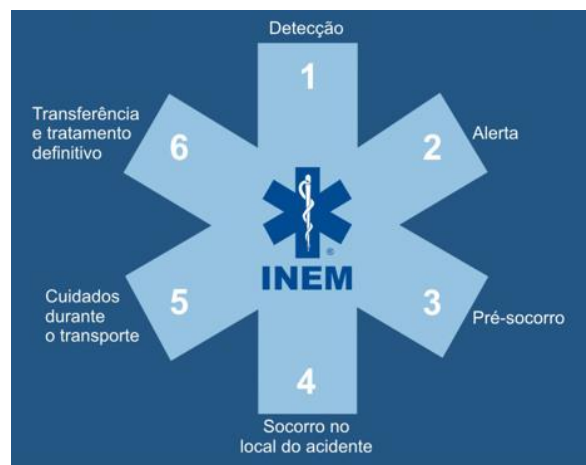 Detecção
1
2
Alerta
3
Pré-socorro
4
Socorro no
local do acidente
5
Cuidados
durante
o transporte
6
Transferência
e tratamento
definitivo
INEM
®